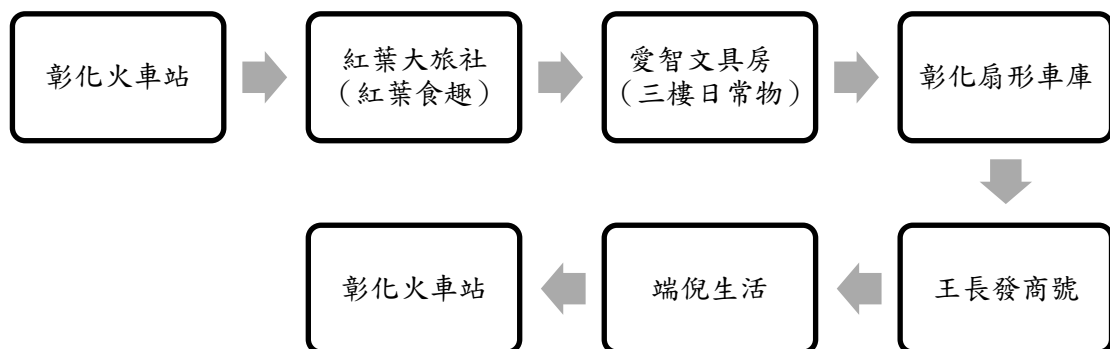 彰化火車站
紅葉大旅社
（紅葉食趣）
愛智文具房
（三樓日常物）
彰化扇形車庫
王長發商號
端倪生活
彰化火車站